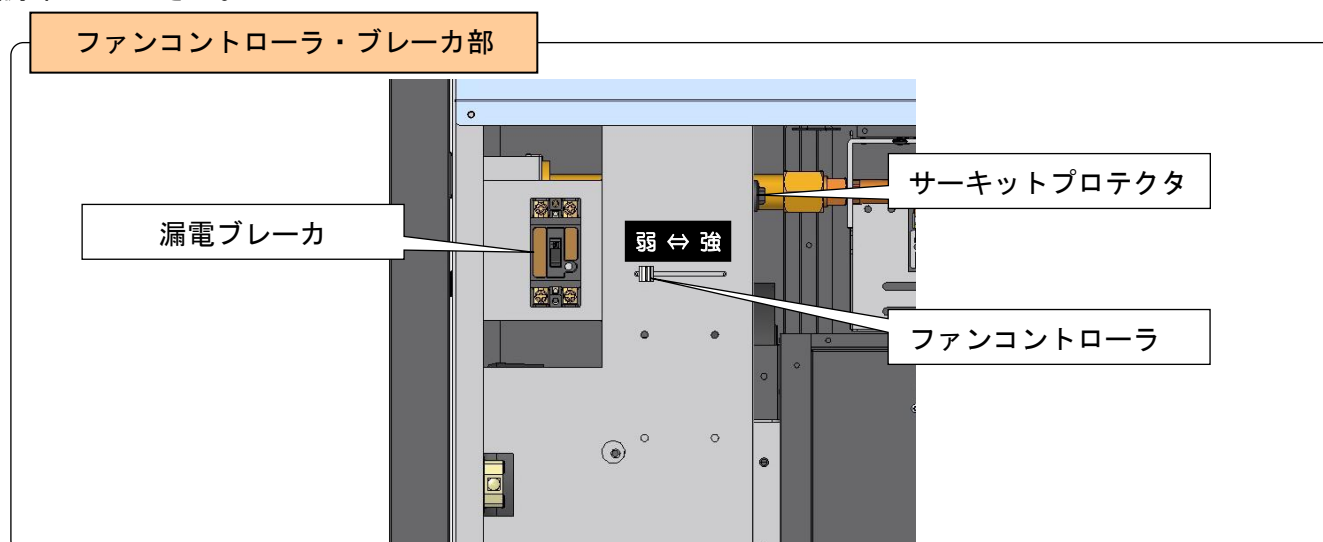 ファンコントローラ・ブレーカ部
サーキットプロテクタ
漏電ブレーカ
弱 ⇔ 強
ファンコントローラ